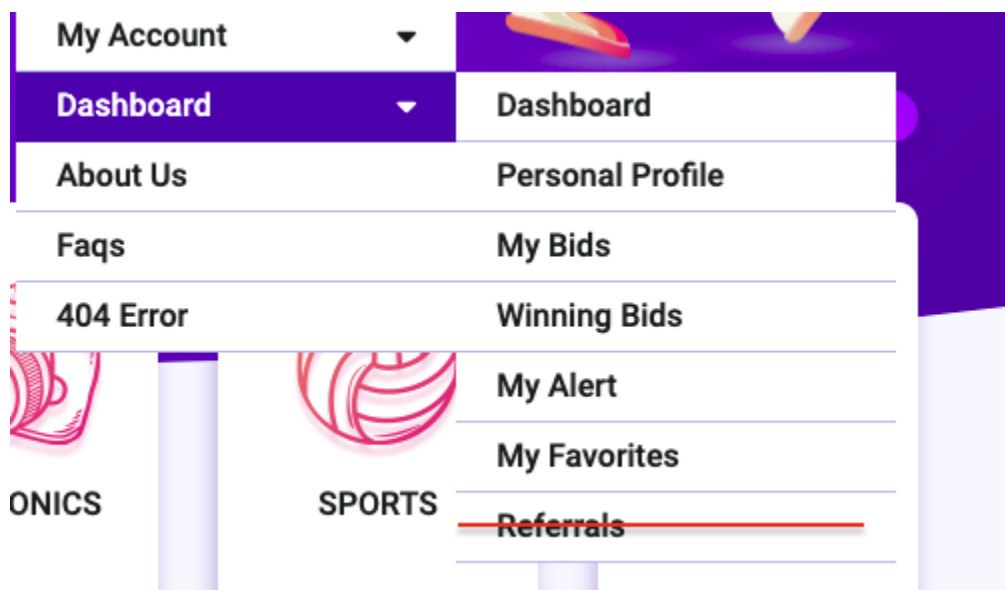 My Account
Dashboard
About Us
Faqs
404 Error
Dashboard
Personal Profile
My Bids
Winning Bids
My Alert
My Favorites
Referrals
ONICS
SPORTS